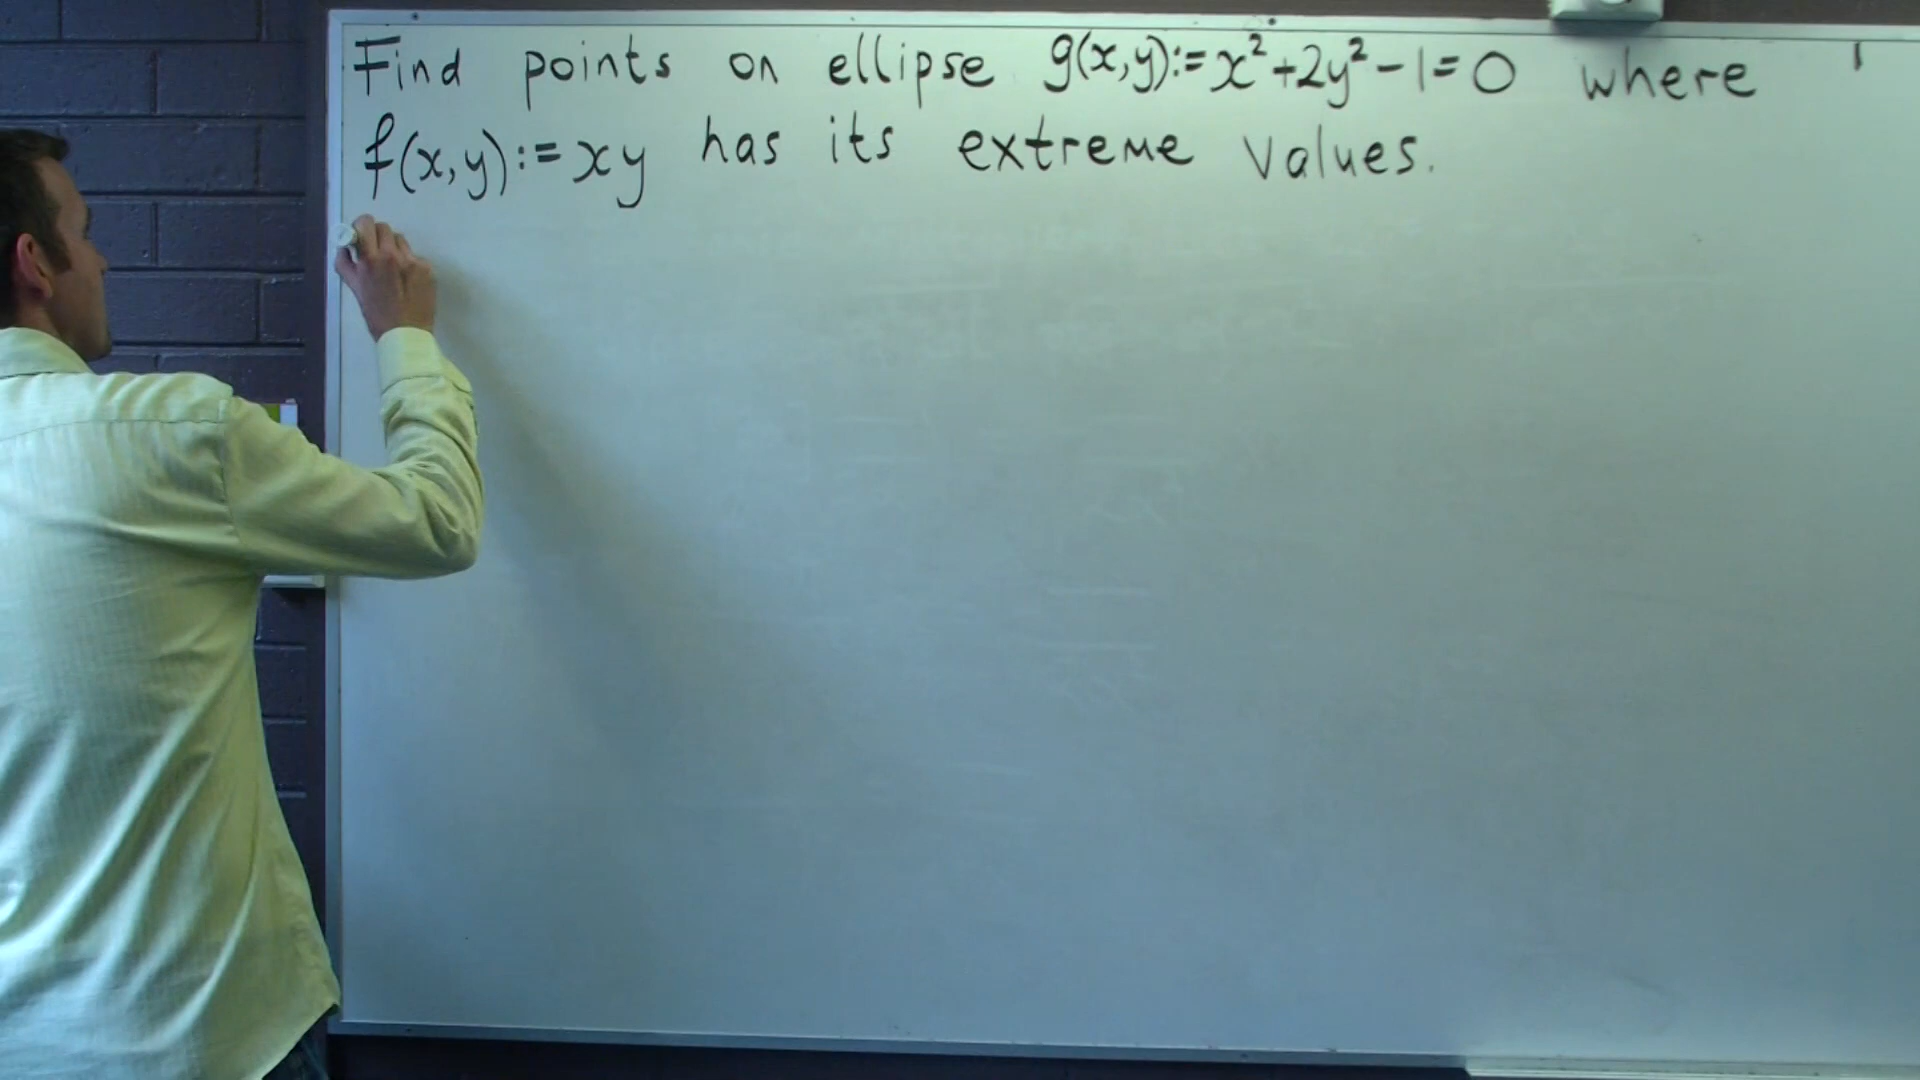 Find points on ellipse g(x,y):=x²+2y²-1=0 where
f(x,y):=xy has its extreme values.